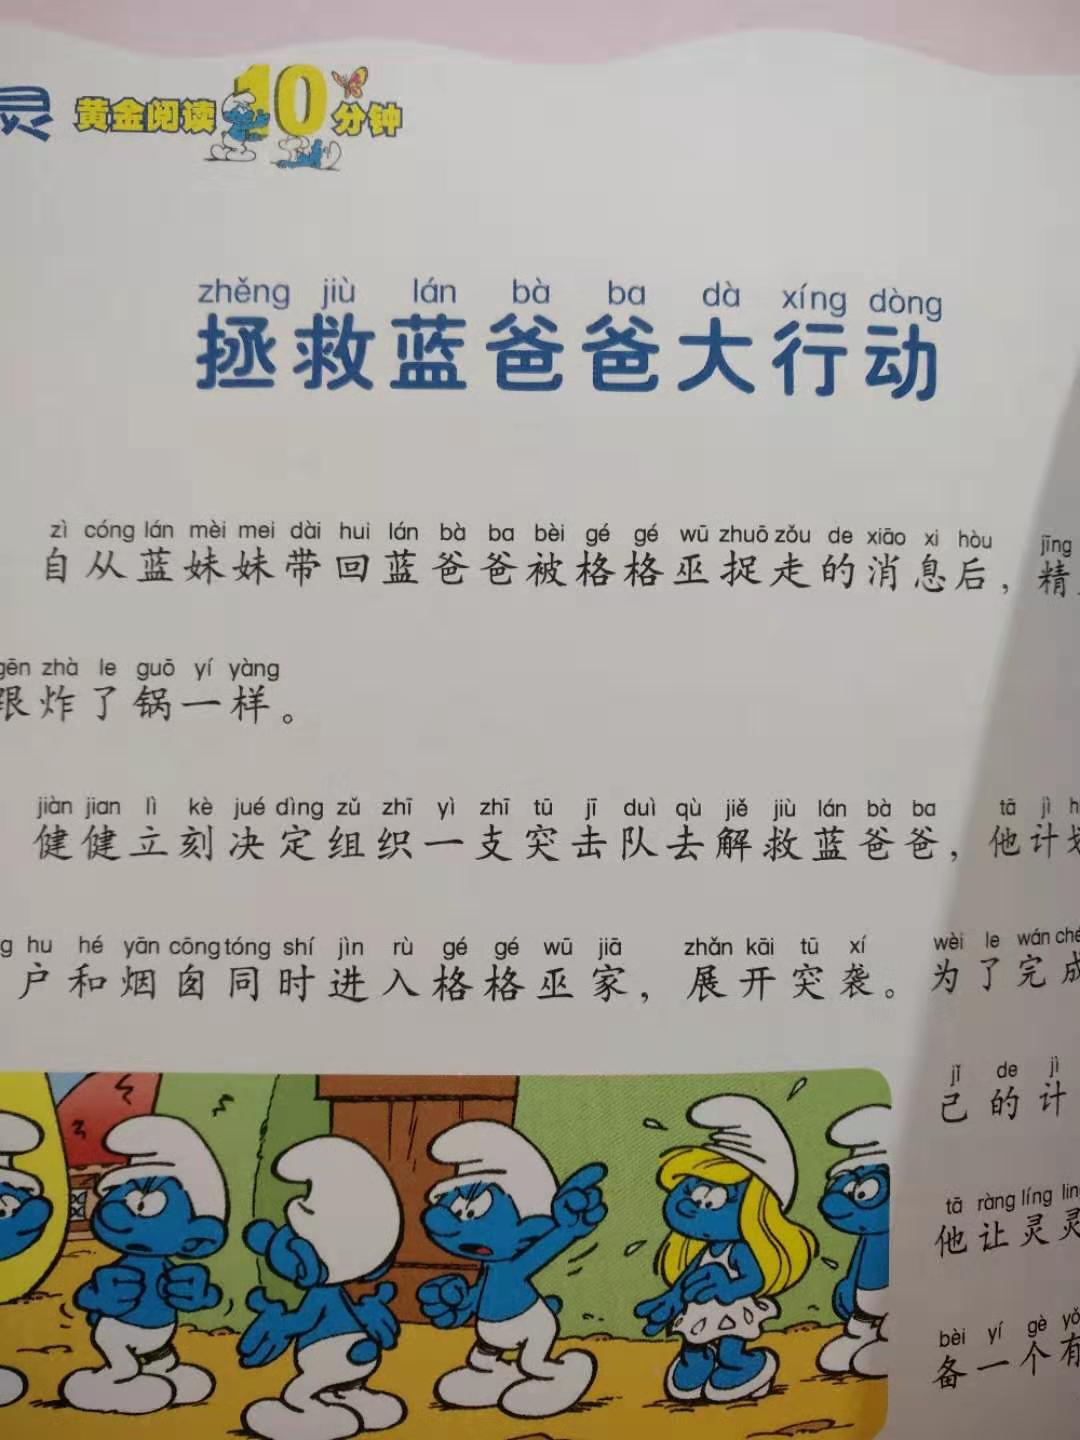 灵 黄金阅读10分钟
zhěng jiù lán bà ba dà xíng dòng
拯救蓝爸爸大行动
zì cóng lán mèi mei dài huí lán bà ba bèi gé gé wū zhuō zǒu de xiāo xi hòu jīng
自从蓝妹妹带回蓝爸爸被格格巫捉走的消息后，精
gēn zhà le guō yí yàng
跟炸了锅一样。
jiàn jian lì kè jué dìng zǔ zhī yì zhī tū jī duì qù jiě jiù lán bà ba tā jì h
健健立刻决定组织一支突击队去解救蓝爸爸，他计划
g hu hé yān cōng tóng shí jìn rù gé gé wū jiā zhǎn kāi tū xí wèi le wán ché
户和烟囱同时进入格格巫家，展开突袭。为了完成
jǐ de jì
己的计
tā ràng líng ling
他让灵灵
bèi yí gè yǒ
备一个有